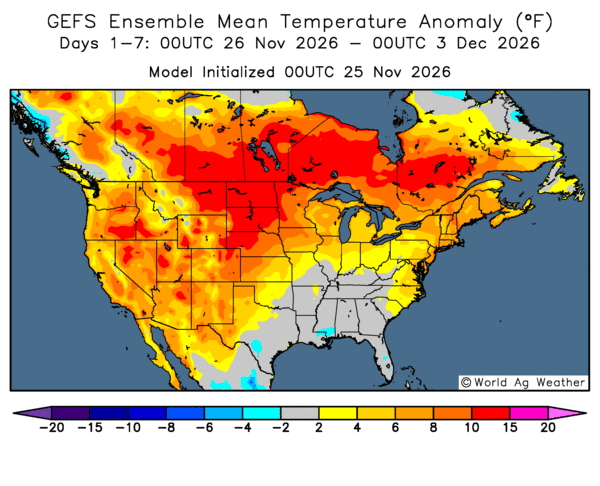 GEFS Ensemble Mean Temperature Anomaly (°F)
Days 1–7: 00UTC 26 Nov 2026 – 00UTC 3 Dec 2026
Model Initialized 00UTC 25 Nov 2026
© World Ag Weather
−20 −15 −10 −8 −6 −4 −2 2 4 6 8 10 15 20